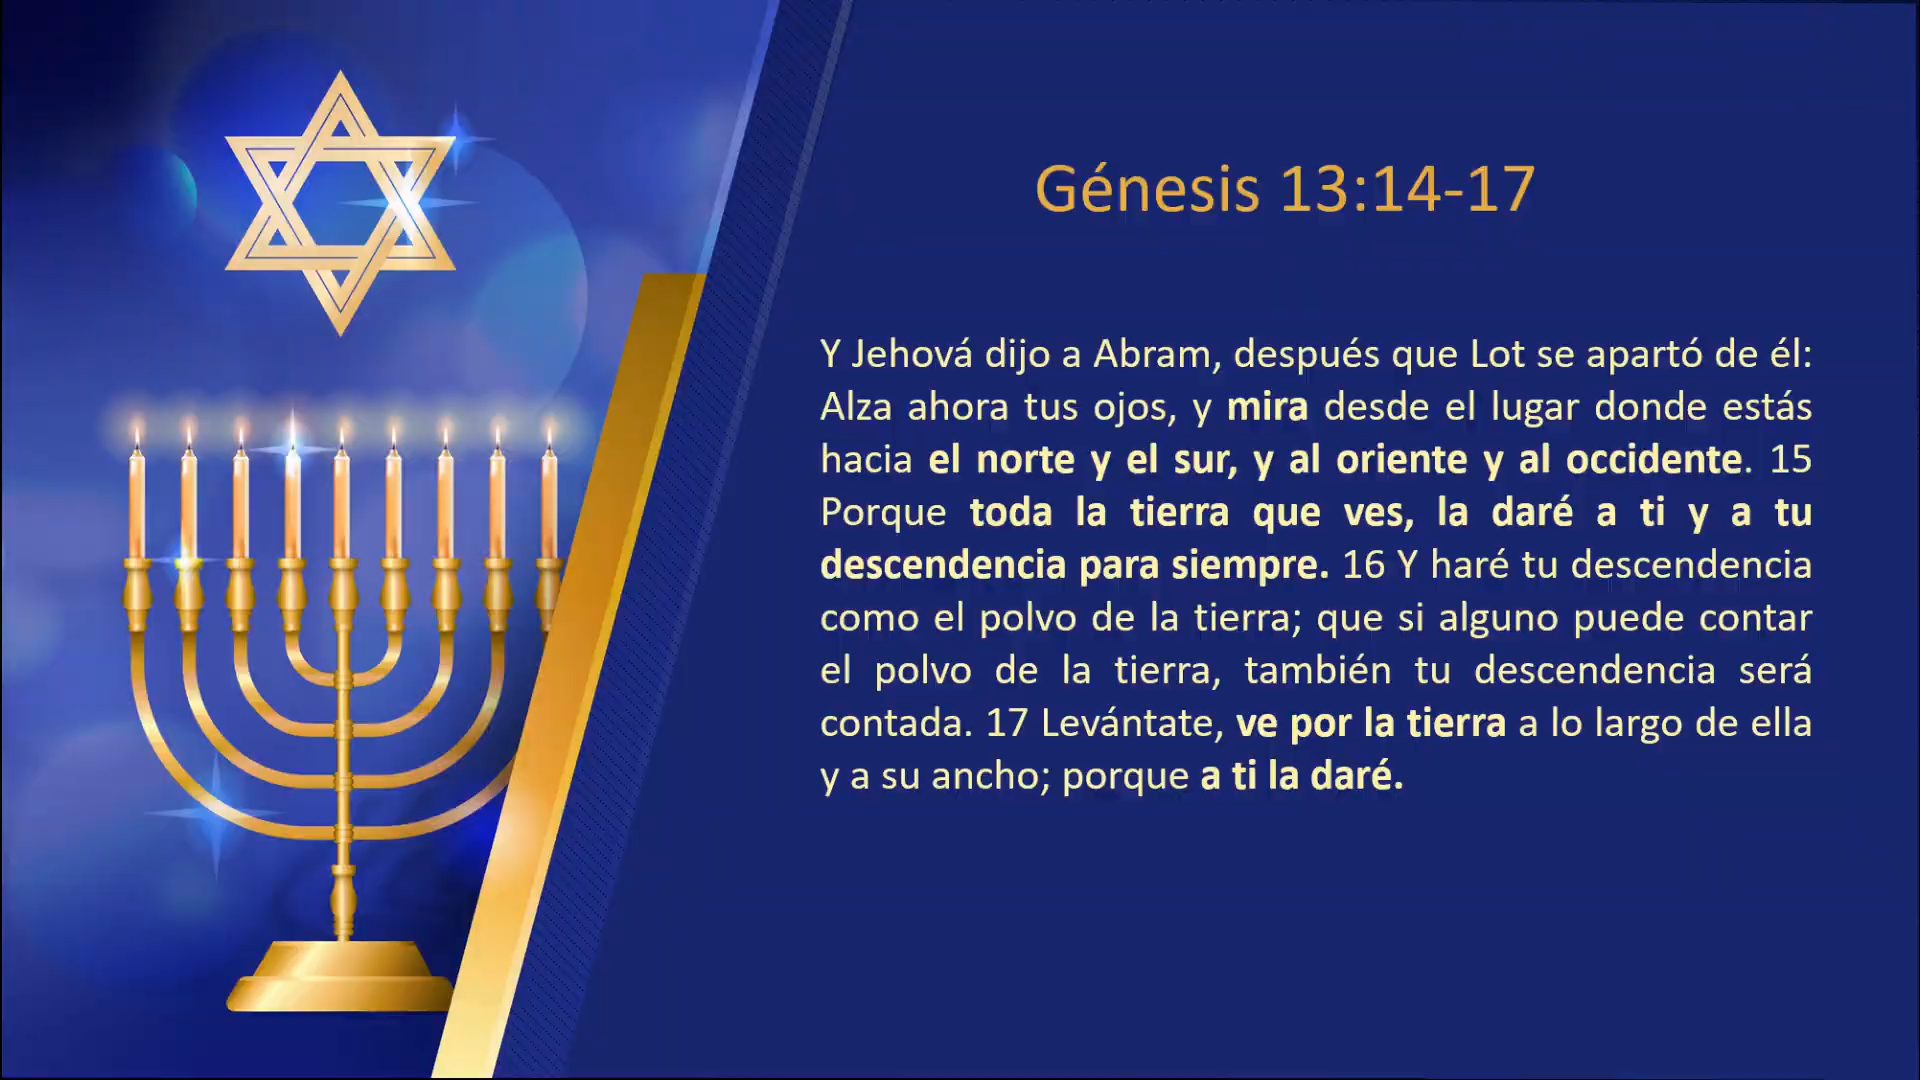 Génesis 13:14-17
Y Jehová dijo a Abram, después que Lot se apartó de él:
Alza ahora tus ojos, y mira desde el lugar donde estás
hacia el norte y el sur, y al oriente y al occidente. 15
Porque toda la tierra que ves, la daré a ti y a tu
descendencia para siempre. 16 Y haré tu descendencia
como el polvo de la tierra; que si alguno puede contar
el polvo de la tierra, también tu descendencia será
contada. 17 Levántate, ve por la tierra a lo largo de ella
y a su ancho; porque a ti la daré.